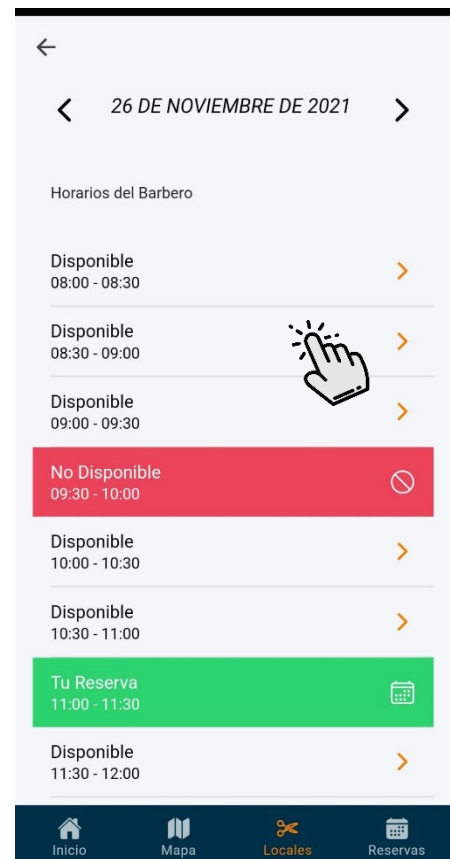 26 DE NOVIEMBRE DE 2021
Horarios del Barbero
Disponible
08:00 - 08:30
Disponible
08:30 - 09:00
Disponible
09:00 - 09:30
No Disponible
09:30 - 10:00
Disponible
10:00 - 10:30
Disponible
10:30 - 11:00
Tu Reserva
11:00 - 11:30
Disponible
11:30 - 12:00
Inicio Mapa Locales Reservas